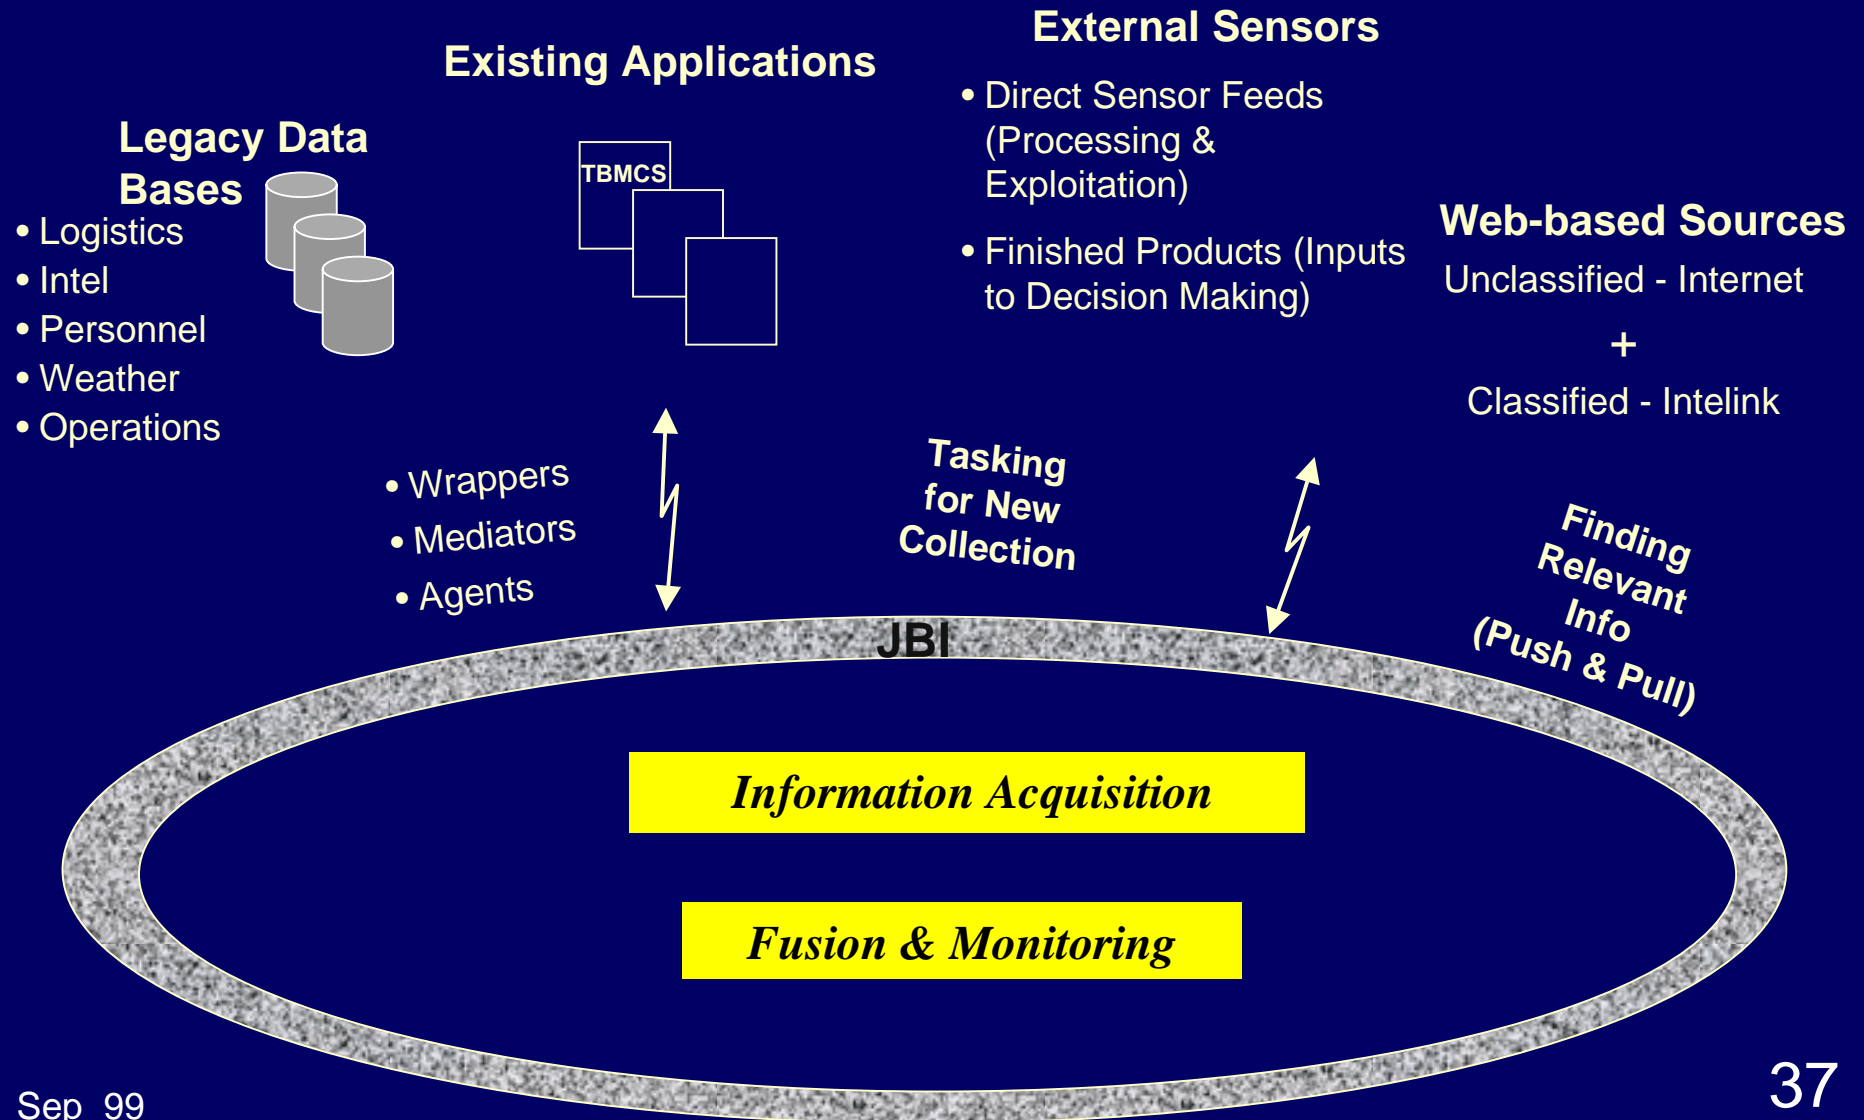 External Sensors
Existing Applications
• Direct Sensor Feeds
(Processing &
Exploitation)
• Finished Products (Inputs
to Decision Making)
Legacy Data
Bases
• Logistics
• Intel
• Personnel
• Weather
• Operations
TBMCS
Web-based Sources
Unclassified - Internet
+
Classified - Intelink
• Wrappers
• Mediators
• Agents
Tasking
for New
Collection
Finding
Relevant
Info
(Push & Pull)
JBI
Information Acquisition
Fusion & Monitoring
Sep 99
37